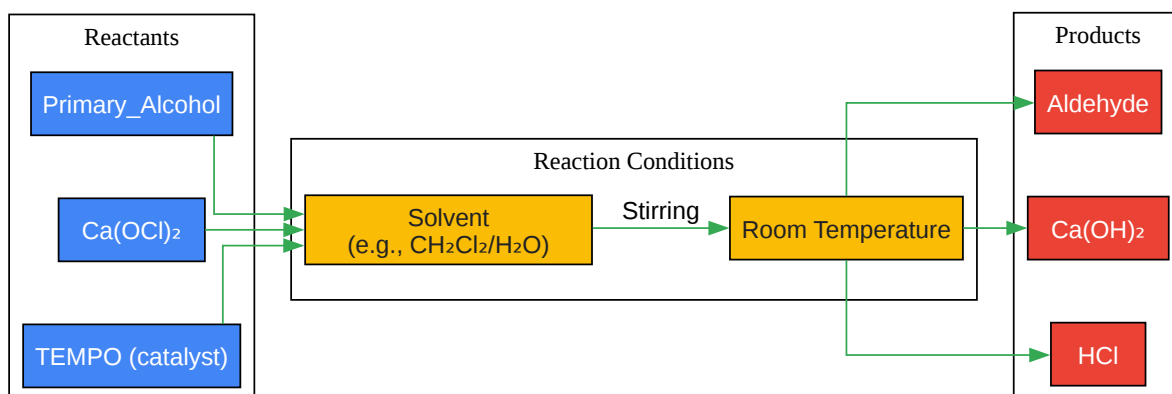 Reactants
Primary_Alcohol
Ca(OCl)₂
TEMPO (catalyst)
Reaction Conditions
Solvent
(e.g., CH₂Cl₂/H₂O)
Stirring
Room Temperature
Products
Aldehyde
Ca(OH)₂
HCl